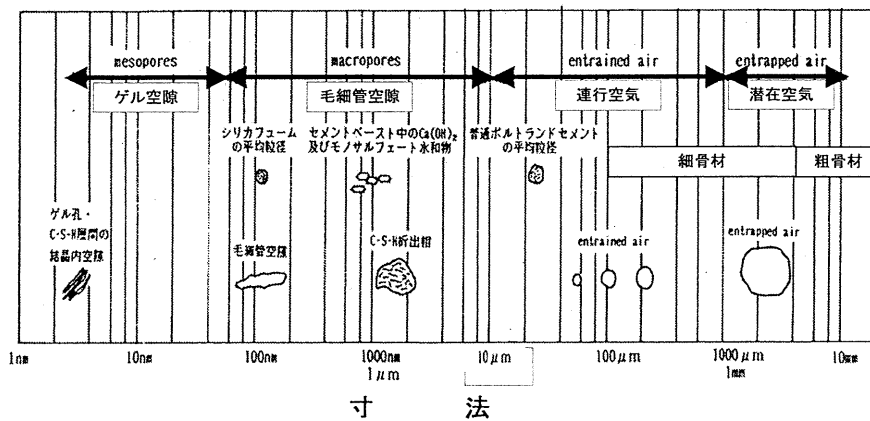 mesopores
macropores
entrained air
entrapped air
ゲル空隙
毛細管空隙
連行空気
潜在空気
シリカフューム
の平均粒径
セメントペースト中のCa(OH)₂
及びモノサルフェート水和物
普通ポルトランドセメント
の平均粒径
細骨材
粗骨材
ゲル孔・
C-S-H層間の
結晶内空隙
毛細管空隙
C-S-H析出相
entrained air
entrapped air
1nm
10nm
100nm
1000nm
1μm
10μm
100μm
1000μm
1mm
10mm
寸 法